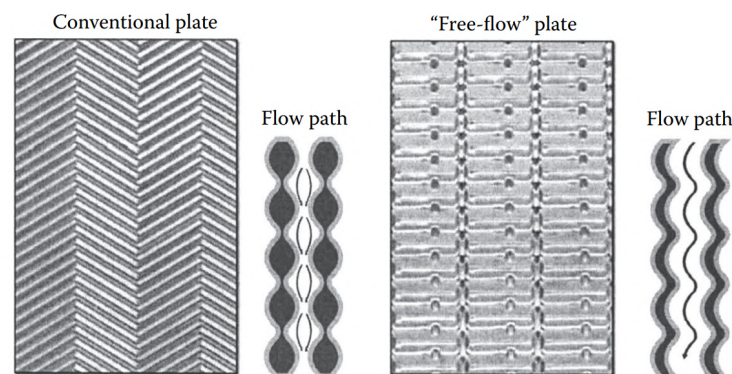 Conventional plate
“Free-flow” plate
Flow path
Flow path